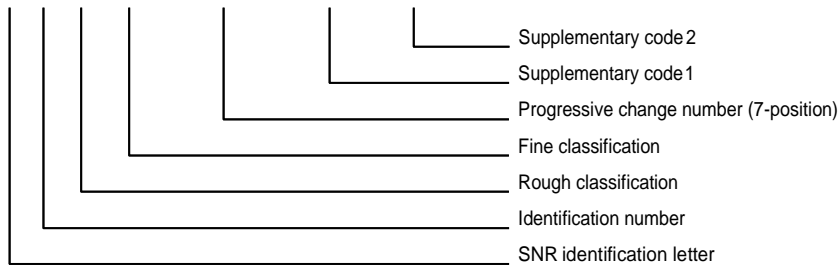 Supplementary code 2
Supplementary code 1
Progressive change number (7-position)
Fine classification
Rough classification
Identification number
SNR identification letter